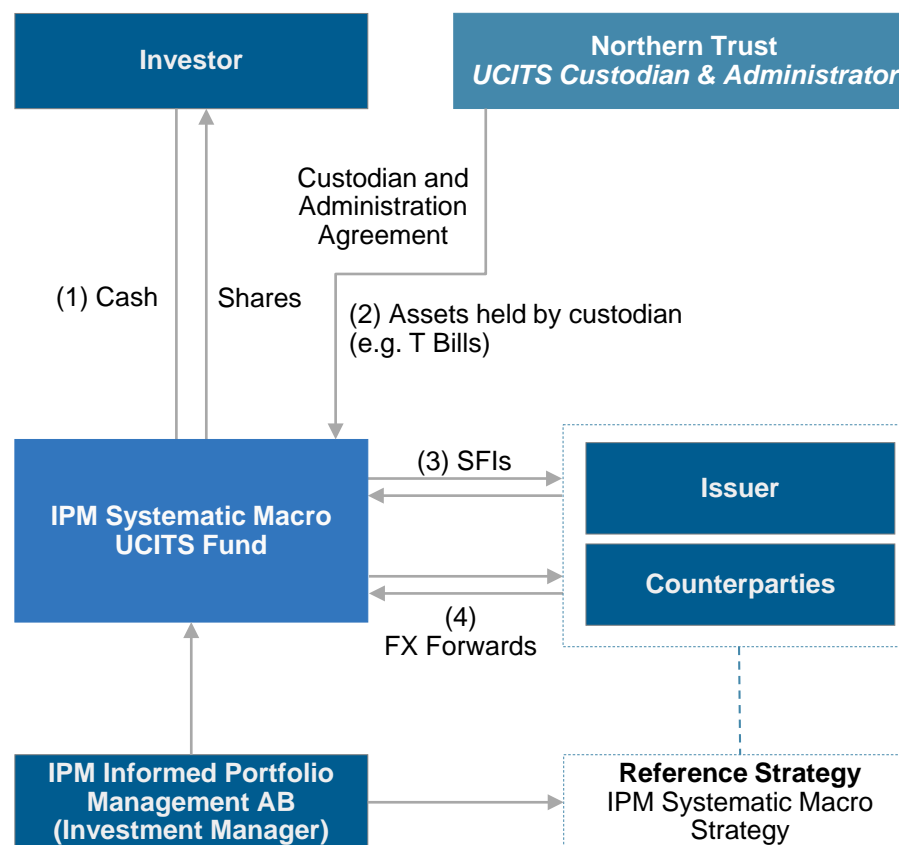 Investor
Northern Trust
UCITS Custodian & Administrator
Custodian and
Administration
Agreement
(1) Cash
Shares
(2) Assets held by custodian
(e.g. T Bills)
IPM Systematic Macro
UCITS Fund
(3) SFIs
Issuer
Counterparties
(4)
FX Forwards
IPM Informed Portfolio
Management AB
(Investment Manager)
Reference Strategy
IPM Systematic Macro
Strategy